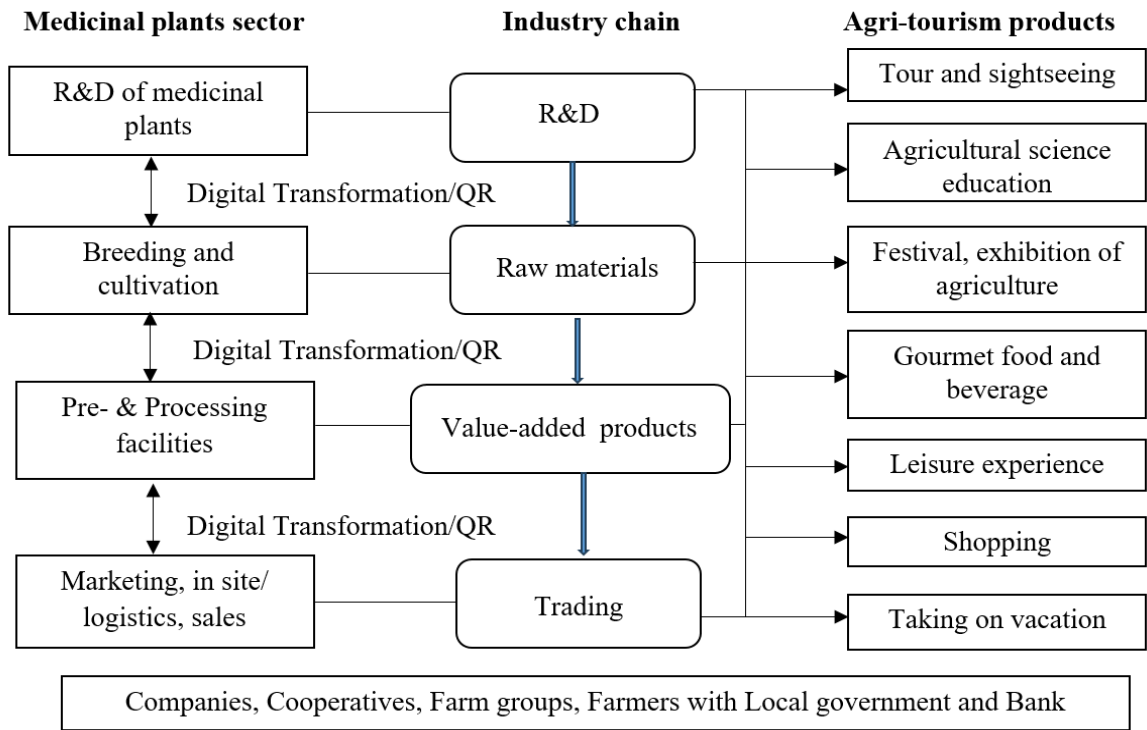 Medicinal plants sector
Industry chain
Agri-tourism products
R&D of medicinal
plants
R&D
Tour and sightseeing
Agricultural science
education
Digital Transformation/QR
Breeding and
cultivation
Raw materials
Festival, exhibition of
agriculture
Digital Transformation/QR
Gourmet food and
beverage
Pre- & Processing
facilities
Value-added products
Leisure experience
Digital Transformation/QR
Shopping
Marketing, in site/
logistics, sales
Trading
Taking on vacation
Companies, Cooperatives, Farm groups, Farmers with Local government and Bank